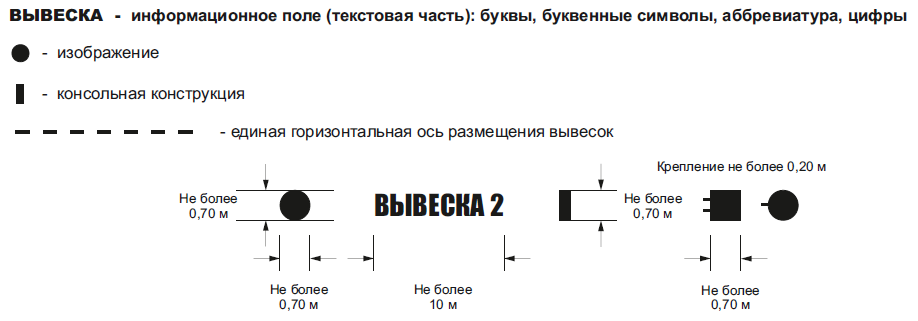 ВЫВЕСКА - информационное поле (текстовая часть): буквы, буквенные символы, аббревиатура, цифры
- изображение
- консольная конструкция
- единая горизонтальная ось размещения вывесок
Крепление не более 0,20 м
Не более
0,70 м
ВЫВЕСКА 2
Не более
0,70 м
Не более
0,70 м
Не более
10 м
Не более
0,70 м